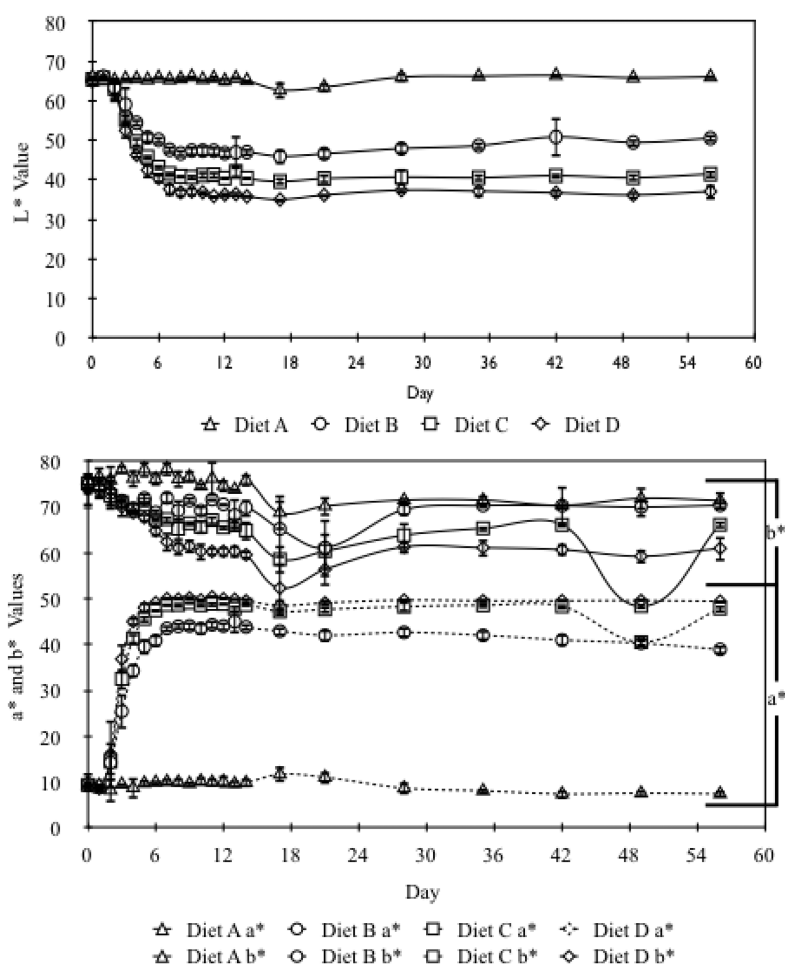 80
70
60
50
40
30
20
10
0
L* Value
0 6 12 18 24 30 36 42 48 54 60
Day
Diet A Diet B Diet C Diet D
80
70
60
50
40
30
20
10
0
a* and b* Values
b*
a*
0 6 12 18 24 30 36 42 48 54 60
Day
Diet A a* Diet B a* Diet C a* Diet D a*
Diet A b* Diet B b* Diet C b* Diet D b*